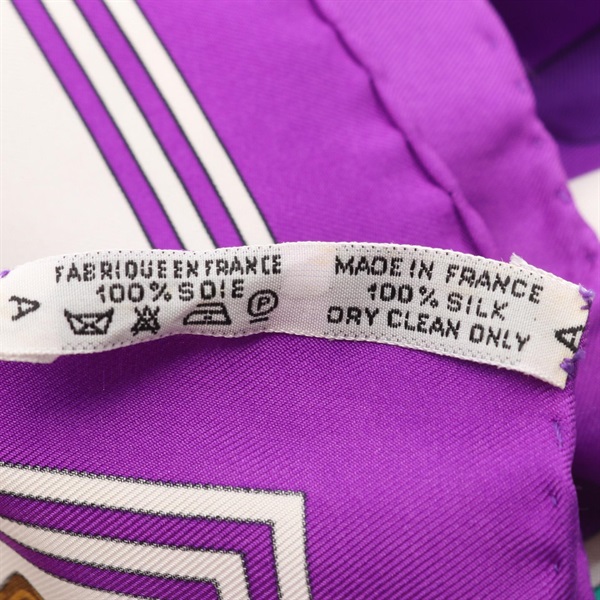 FABRIQUE EN FRANCE
100% SOIE
A
P
MADE IN FRANCE
100% SILK
DRY CLEAN ONLY
A